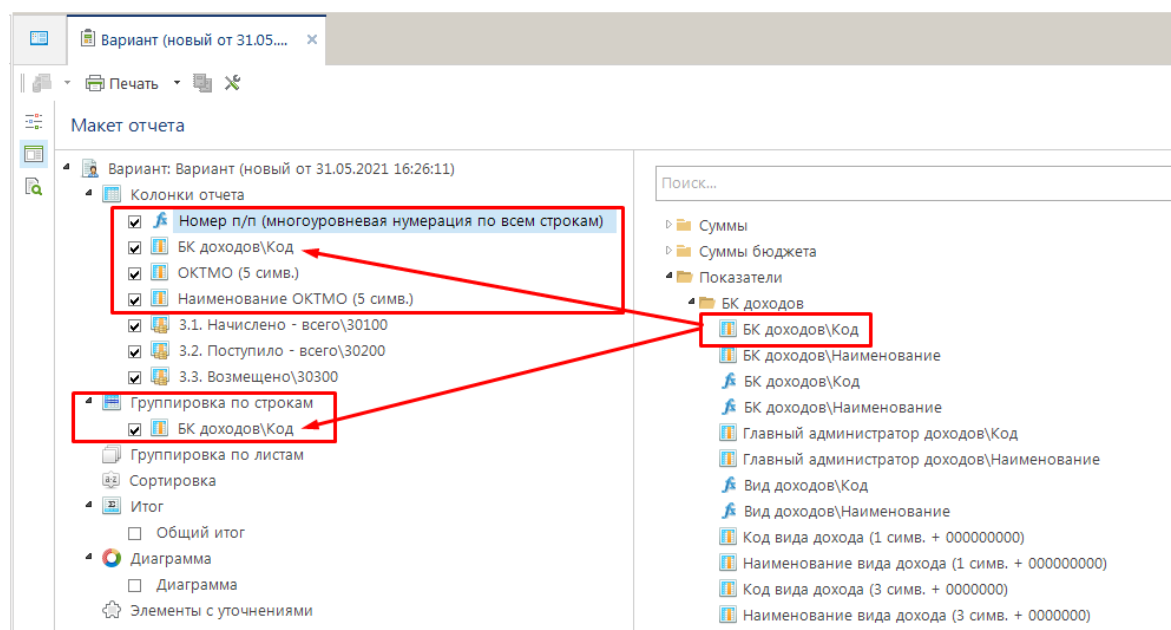 Вариант (новый от 31.05....
Печать
Макет отчета
Вариант: Вариант (новый от 31.05.2021 16:26:11)
Колонки отчета
Номер п/п (многоуровневая нумерация по всем строкам)
БК доходов\Код
ОКТМО (5 симв.)
Наименование ОКТМО (5 симв.)
3.1. Начислено - всего\30100
3.2. Поступило - всего\30200
3.3. Возмещено\30300
Группировка по строкам
БК доходов\Код
Группировка по листам
Сортировка
Итог
Общий итог
Диаграмма
Диаграмма
Элементы с уточнениями
Поиск...
Суммы
Суммы бюджета
Показатели
БК доходов
БК доходов\Код
БК доходов\Наименование
БК доходов\Код
БК доходов\Наименование
Главный администратор доходов\Код
Главный администратор доходов\Наименование
Вид доходов\Код
Вид доходов\Наименование
Код вида дохода (1 симв. + 000000000)
Наименование вида дохода (1 симв. + 000000000)
Код вида дохода (3 симв. + 0000000)
Наименование вида дохода (3 симв. + 0000000)